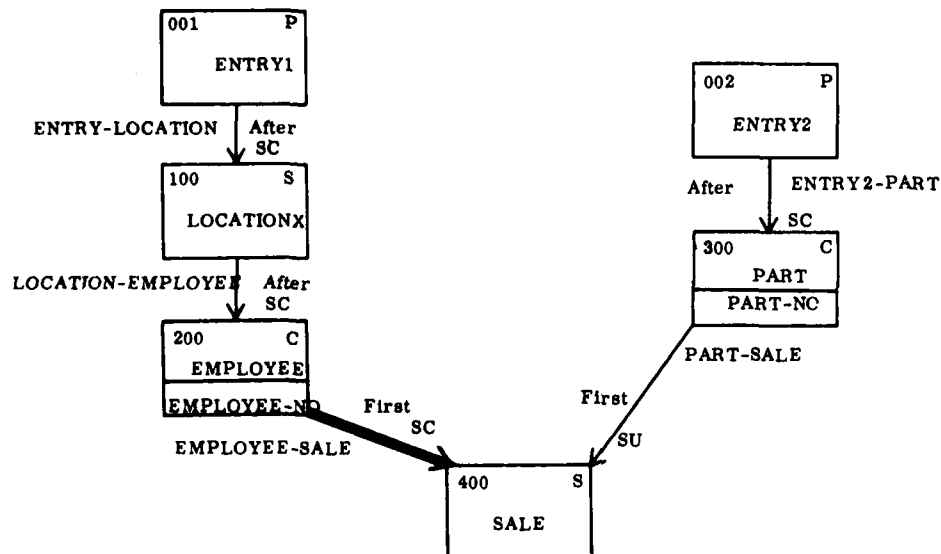 001 P
ENTRY1
ENTRY-LOCATION After
SC
100 S
LOCATIONX
LOCATION-EMPLOYEE After
SC
200 C
EMPLOYEE
EMPLOYEE-NO
First
SC
EMPLOYEE-SALE
002 P
ENTRY2
After ENTRY2-PART
SC
300 C
PART
PART-NC
PART-SALE
First
SU
400 S
SALE